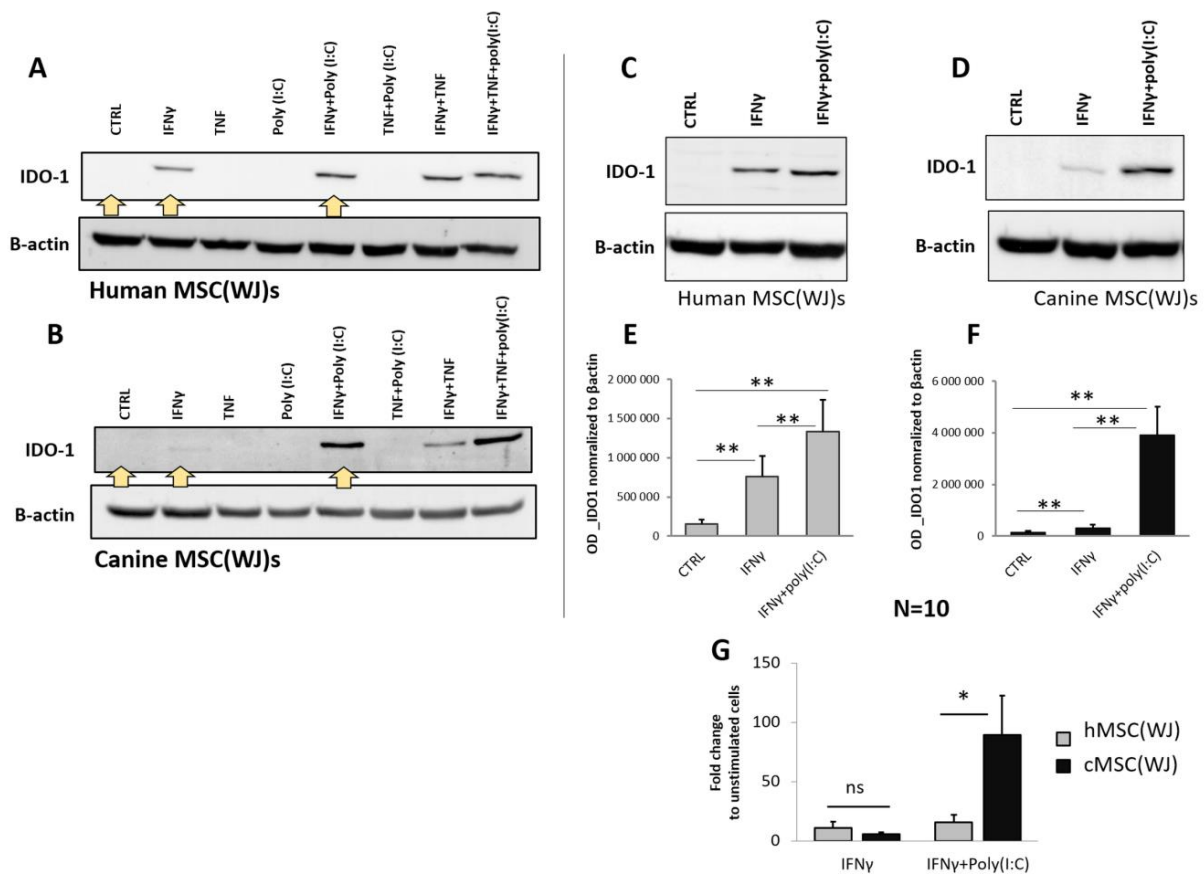 A
CTRL
IFNγ
TNF
Poly (I:C)
IFNγ+Poly (I:C)
TNF+Poly (I:C)
IFNγ+TNF
IFNγ+TNF+poly(I:C)
IDO-1
B-actin
Human MSC(WJ)s
B
CTRL
IFNγ
TNF
Poly (I:C)
IFNγ+Poly (I:C)
TNF+Poly (I:C)
IFNγ+TNF
IFNγ+TNF+poly(I:C)
IDO-1
B-actin
Canine MSC(WJ)s
C
CTRL
IFNγ
IFNγ+poly(I:C)
IDO-1
B-actin
Human MSC(WJ)s
D
CTRL
IFNγ
IFNγ+poly(I:C)
IDO-1
B-actin
Canine MSC(WJ)s
E
OD _IDO1 nomralized to βactin
2 000 000
1 500 000
1 000 000
500 000
0
**
**
**
CTRL
IFNγ
IFNγ+poly(I:C)
F
OD _IDO1 nomralized to βactin
6 000 000
4 000 000
2 000 000
0
**
**
**
CTRL
IFNγ
IFNγ+poly(I:C)
N=10
G
Fold change
to unstimulated cells
150
100
50
0
ns
*
IFNγ
IFNγ+Poly(I:C)
hMSC(WJ)
cMSC(WJ)